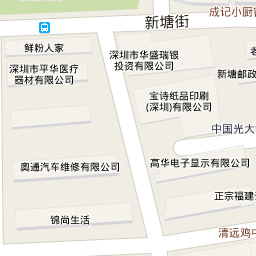 成记小厨
新塘街
鲜粉人家
深圳市华盛瑞银
投资有限公司
深圳市平华医疗
器材有限公司
新塘邮政
宝诗纸品印刷
(深圳)有限公司
中国光大
奥通汽车维修有限公司
高华电子显示有限公司
正宗福建
锦尚生活
清远鸡